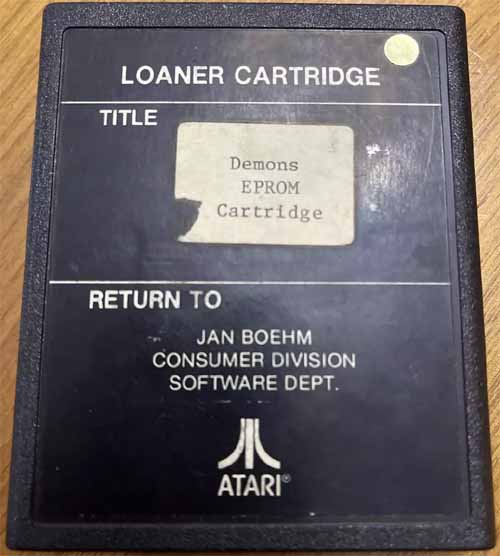 LOANER CARTRIDGE
TITLE
Demons
EPROM
Cartridge
RETURN TO
JAN BOEHM
CONSUMER DIVISION
SOFTWARE DEPT.
ATARI®